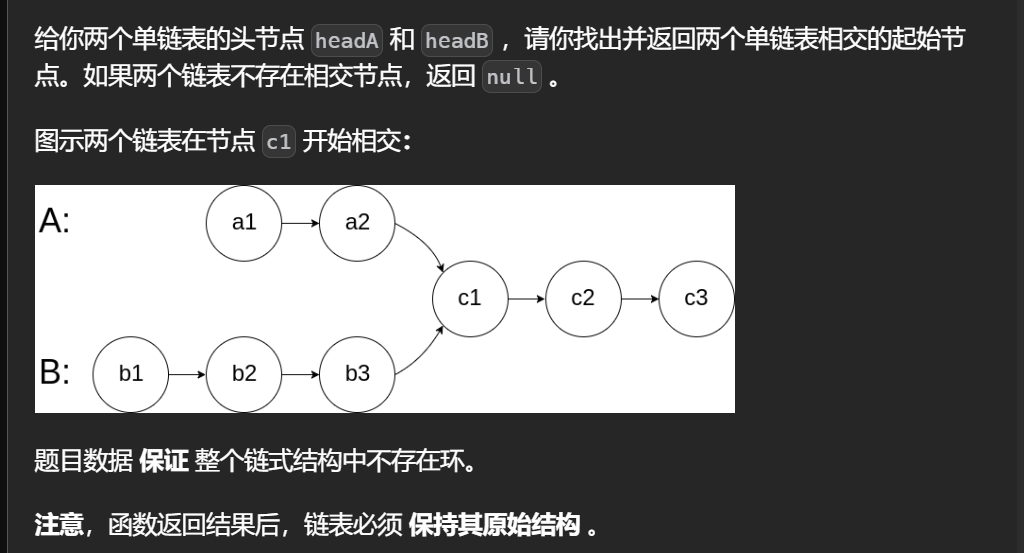 给你两个单链表的头节点 headA 和 headB ，请你找出并返回两个单链表相交的起始节
点。如果两个链表不存在相交节点，返回 null 。
图示两个链表在节点 c1 开始相交：
A: a1 a2
c1 c2 c3
B: b1 b2 b3
题目数据 保证 整个链式结构中不存在环。
注意，函数返回结果后，链表必须 保持其原始结构 。